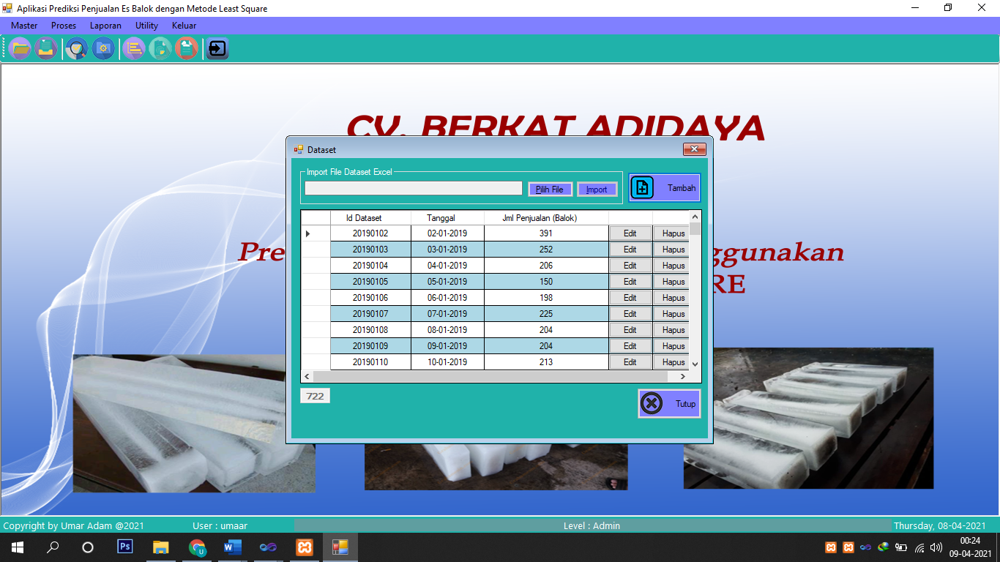 Aplikasi Prediksi Penjualan Es Balok dengan Metode Least Square
Master Proses Laporan Utility Keluar
CV. BERKAT ADIDAYA
Dataset
Import File Dataset Excel
Pilih File Import Tambah
Id Dataset Tanggal Jml Penjualan (Balok)
20190102 02-01-2019 391 Edit Hapus
20190103 03-01-2019 252 Edit Hapus
20190104 04-01-2019 206 Edit Hapus
20190105 05-01-2019 150 Edit Hapus
20190106 06-01-2019 198 Edit Hapus
20190107 07-01-2019 225 Edit Hapus
20190108 08-01-2019 204 Edit Hapus
20190109 09-01-2019 204 Edit Hapus
20190110 10-01-2019 213 Edit Hapus
722
Tutup
Copyright by Umar Adam @2021 User : umaar Level : Admin Thursday, 08-04-2021
Ps
00:24
09-04-2021